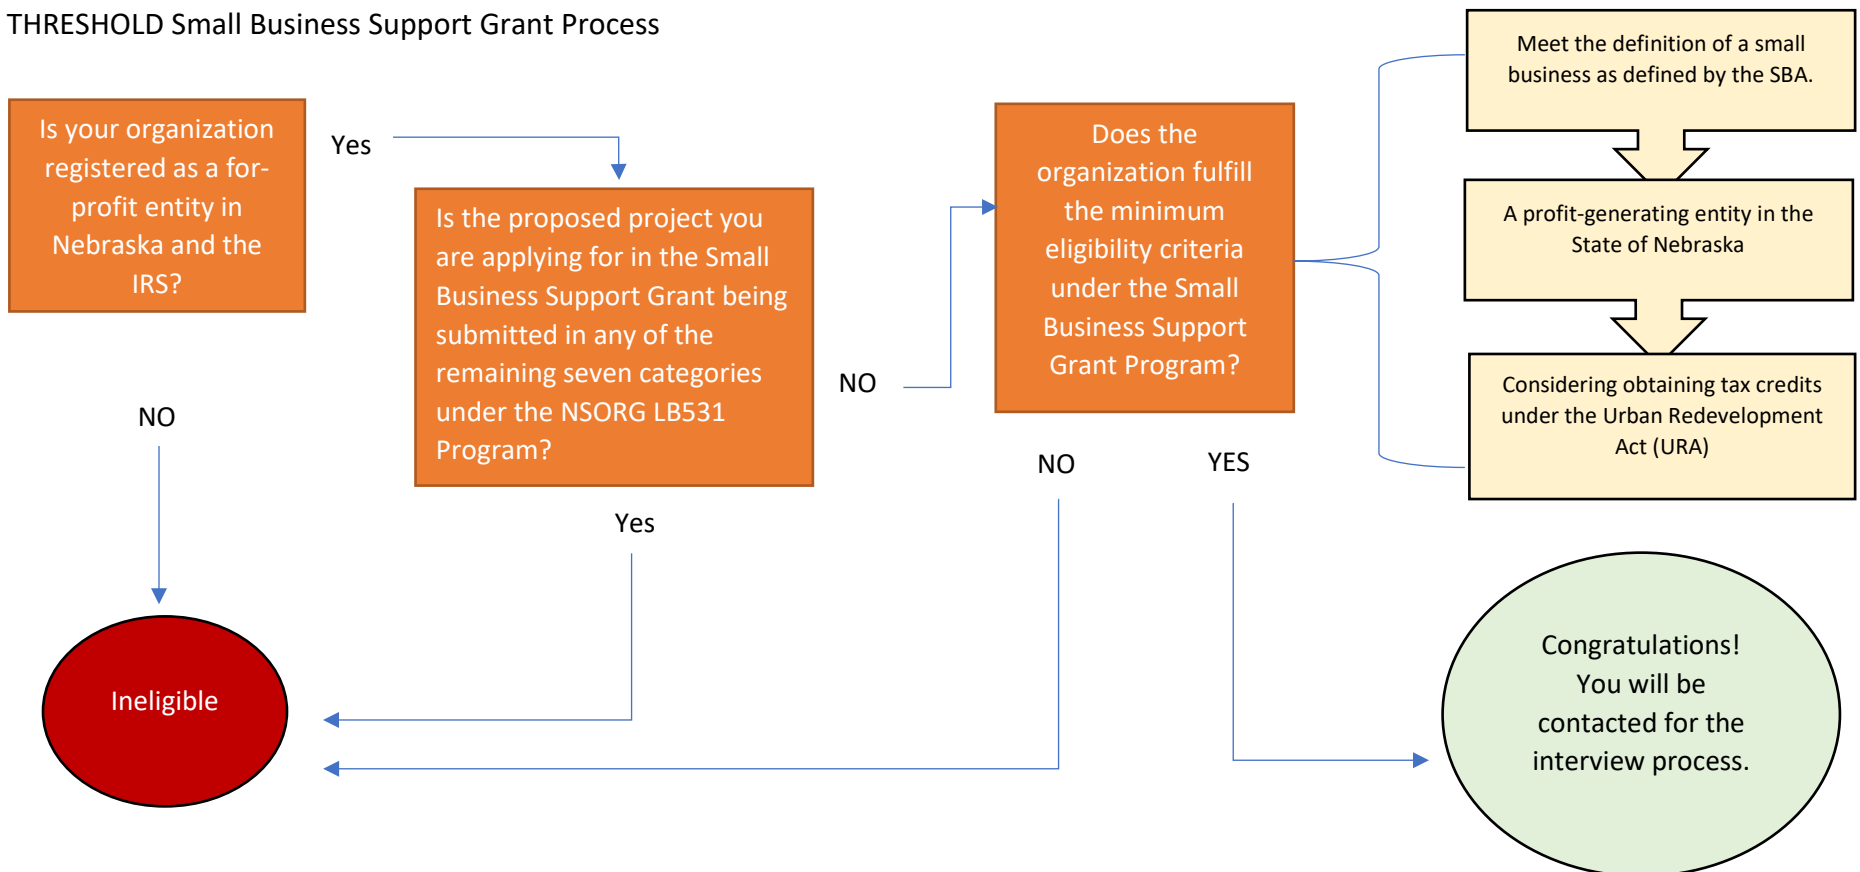 THRESHOLD Small Business Support Grant Process
Is your organization
registered as a for-
profit entity in
Nebraska and the
IRS?
Yes
NO
Is the proposed project you
are applying for in the Small
Business Support Grant being
submitted in any of the
remaining seven categories
under the NSORG LB531
Program?
NO
Yes
Does the
organization fulfill
the minimum
eligibility criteria
under the Small
Business Support
Grant Program?
NO
YES
Meet the definition of a small
business as defined by the SBA.
A profit-generating entity in the
State of Nebraska
Considering obtaining tax credits
under the Urban Redevelopment
Act (URA)
Ineligible
Congratulations!
You will be
contacted for the
interview process.